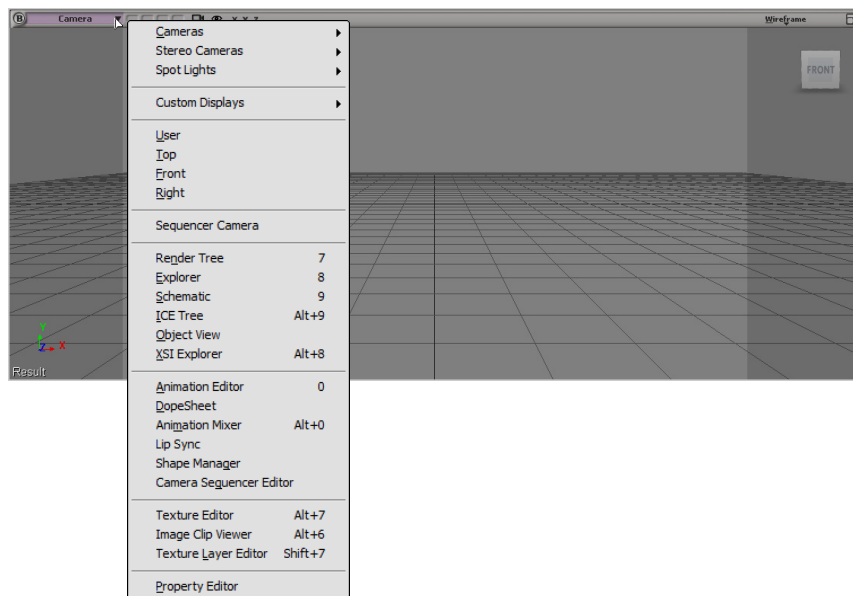 B Camera X Y Z Wireframe
FRONT
Cameras
Stereo Cameras
Spot Lights
Custom Displays
User
Top
Front
Right
Sequencer Camera
Render Tree 7
Explorer 8
Schematic 9
ICE Tree Alt+9
Object View
XSI Explorer Alt+8
Y
Z X
Result
Animation Editor 0
DopeSheet
Animation Mixer Alt+0
Lip Sync
Shape Manager
Camera Sequencer Editor
Texture Editor Alt+7
Image Clip Viewer Alt+6
Texture Layer Editor Shift+7
Property Editor